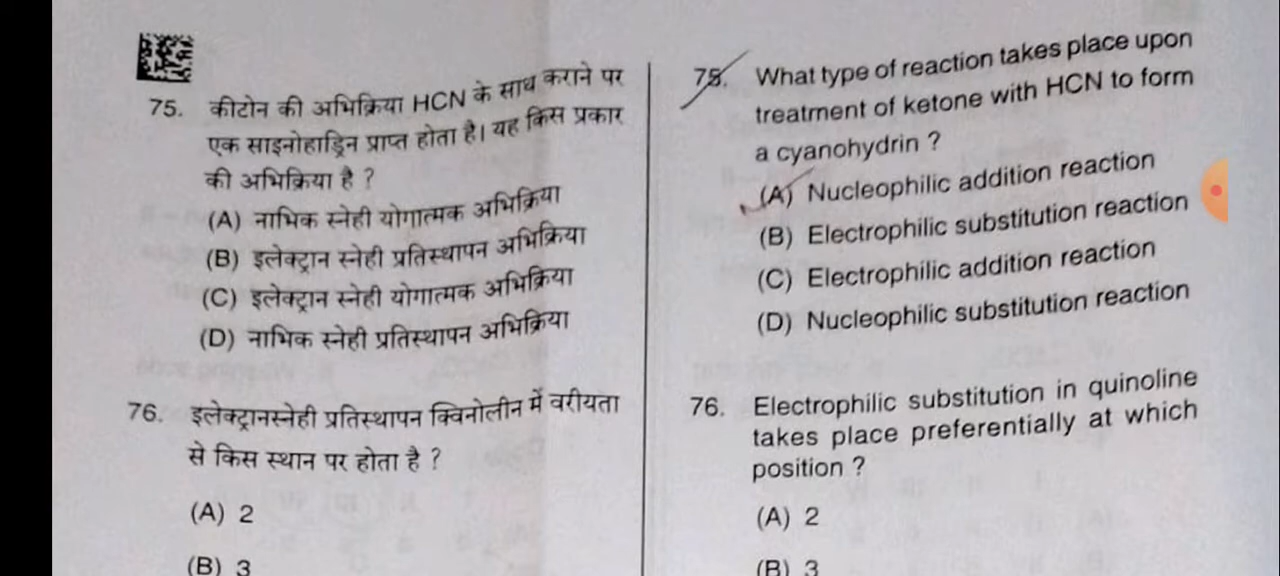 75. कीटोन की अभिक्रिया HCN के साथ कराने पर
एक साइनोहाड्रिन प्राप्त होता है। यह किस प्रकार
की अभिक्रिया है ?
(A) नाभिक स्नेही योगात्मक अभिक्रिया
(B) इलेक्ट्रान स्नेही प्रतिस्थापन अभिक्रिया
(C) इलेक्ट्रान स्नेही योगात्मक अभिक्रिया
(D) नाभिक स्नेही प्रतिस्थापन अभिक्रिया
76. इलेक्ट्रानस्नेही प्रतिस्थापन क्विनोलीन में वरीयता
से किस स्थान पर होता है ?
(A) 2
(B) 3
75. What type of reaction takes place upon
treatment of ketone with HCN to form
a cyanohydrin ?
(A) Nucleophilic addition reaction
(B) Electrophilic substitution reaction
(C) Electrophilic addition reaction
(D) Nucleophilic substitution reaction
76. Electrophilic substitution in quinoline
takes place preferentially at which
position ?
(A) 2
(B) 3